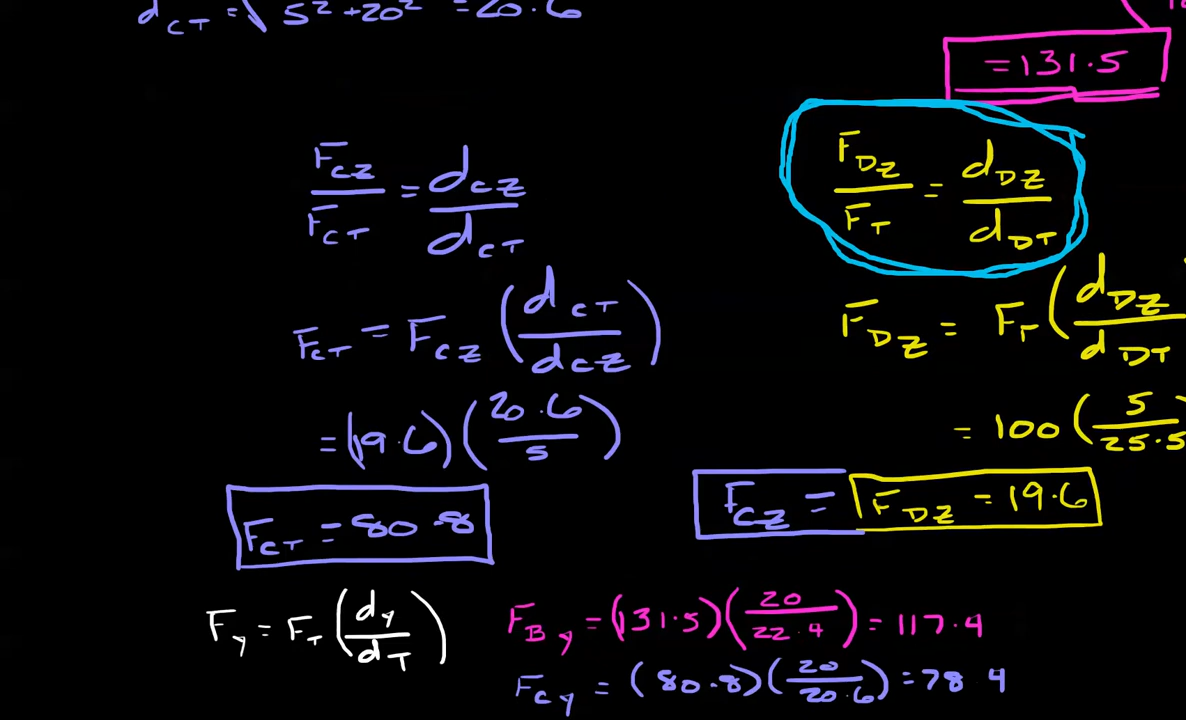 d_CT = √5² + 20² = 20.6
= 131.5
F_CZ / F_CT = d_CZ / d_CT
F_DZ / F_T = d_DZ / d_DT
F_CT = F_CZ (d_CT / d_CZ)
F_DZ = F_T (d_DZ / d_DT
= (19.6) (20.6 / 5)
= 100 (5 / 25.5
F_CT = 80.8
F_CZ = F_DZ = 19.6
F_y = F_T (d_y / d_T)
F_By = (131.5)(20 / 22.4) = 117.4
F_Cy = (80.8)(20 / 20.6) = 78.4